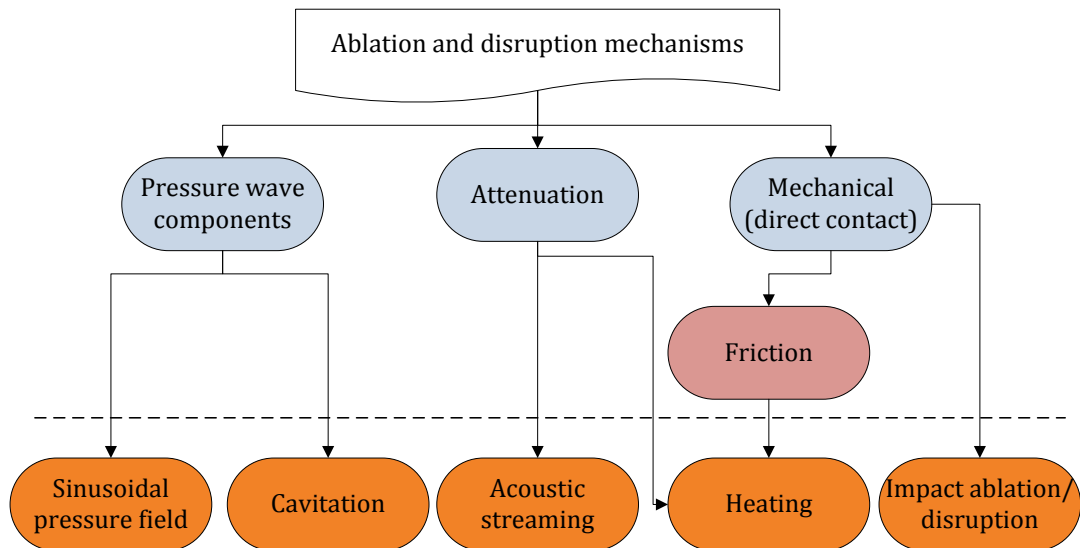 Ablation and disruption mechanisms
Pressure wave
components
Attenuation
Mechanical
(direct contact)
Friction
Sinusoidal
pressure field
Cavitation
Acoustic
streaming
Heating
Impact ablation/
disruption